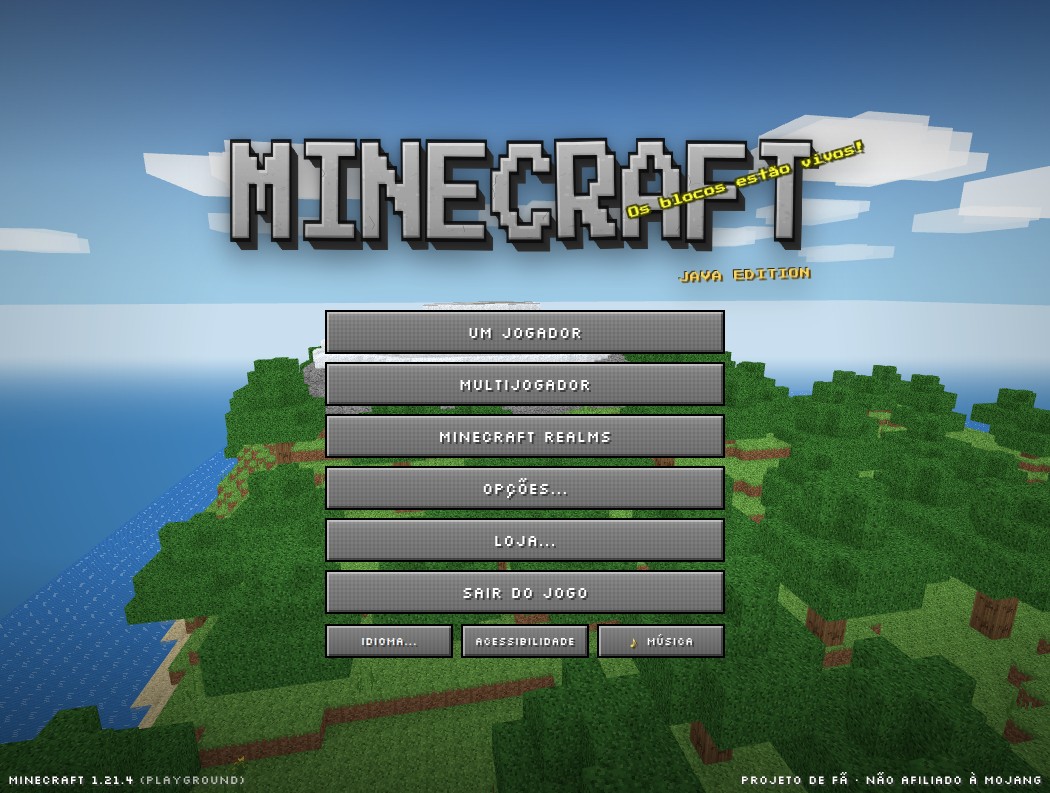 MINECRAFT
Os blocos estão vivos!
JAVA EDITION
UM JOGADOR
MULTIJOGADOR
MINECRAFT REALMS
OPÇÕES...
LOJA...
SAIR DO JOGO
IDIOMA... ACESSIBILIDADE ♪ MÚSICA
MINECRAFT 1.21.4 (PLAYGROUND) PROJETO DE FÃ · NÃO AFILIADO À MOJANG